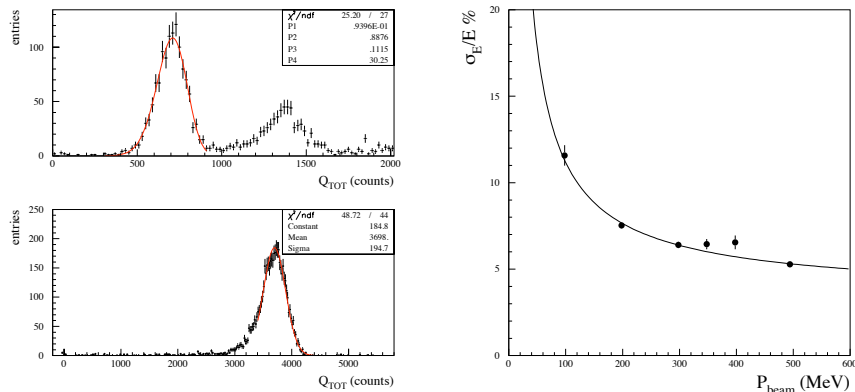 entries
χ²/ndf 25.20 / 27
P1 .9396E-01
P2 .8876
P3 .1115
P4 30.25
100
50
0
0 500 1000 1500 2000
Q_TOT (counts)
entries
χ²/ndf 48.72 / 44
Constant 184.8
Mean 3698.
Sigma 194.7
250
200
150
100
50
0
0 1000 2000 3000 4000 5000
Q_TOT (counts)
σ_E/E %
20
15
10
5
0
0 100 200 300 400 500 600
P_beam (MeV)